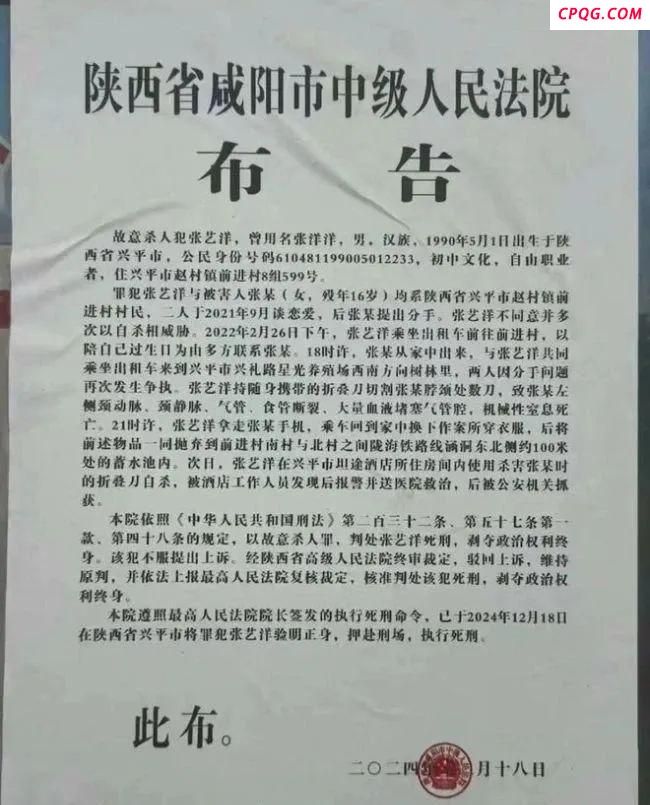 CPQG.COM
陕西省咸阳市中级人民法院
布告
故意杀人犯张艺洋，曾用名张洋洋，男，汉族，1990年5月1日出生于陕
西省兴平市，公民身份号码610481199005012233，初中文化，自由职业
者，住兴平市赵村镇前进村8组599号。
罪犯张艺洋与被害人张某（女，殁年16岁）均系陕西省兴平市赵村镇前
进村村民，二人于2021年9月谈恋爱，后张某提出分手。张艺洋不同意并多
次以自杀相威胁。2022年2月26日下午，张艺洋乘坐出租车前往前进村，以
陪自己过生日为由多方联系张某。18时许，张某从家中出来，与张艺洋共同
乘坐出租车来到兴平市兴礼路星光养殖场西南方向树林里，两人因分手问题
再次发生争执。张艺洋持随身携带的折叠刀切割张某脖颈处数刀，致张某左
侧颈动脉、颈静脉、气管、食管断裂、大量血液堵塞气管腔，机械性窒息死
亡。21时许，张艺洋拿走张某手机，乘车回到家中换下作案所穿衣服，后将
前述物品一同抛弃到前进村南村与北村之间陇海铁路线涵洞东北侧约100米
处的蓄水池内。次日，张艺洋在兴平市坦途酒店所住房间内使用杀害张某时
的折叠刀自杀，被酒店工作人员发现后报警并送医院救治，后被公安机关抓
获。
本院依照《中华人民共和国刑法》第二百三十二条、第五十七条第一
款、第四十八条的规定，以故意杀人罪，判处张艺洋死刑，剥夺政治权利终
身。该犯不服提出上诉。经陕西省高级人民法院终审裁定，驳回上诉，维持
原判，并依法上报最高人民法院复核裁定，核准判处该犯死刑，剥夺政治权
利终身。
本院遵照最高人民法院院长签发的执行死刑命令，已于2024年12月18日
在陕西省兴平市将罪犯张艺洋验明正身，押赴刑场，执行死刑。
此布。
二〇二四 月十八日